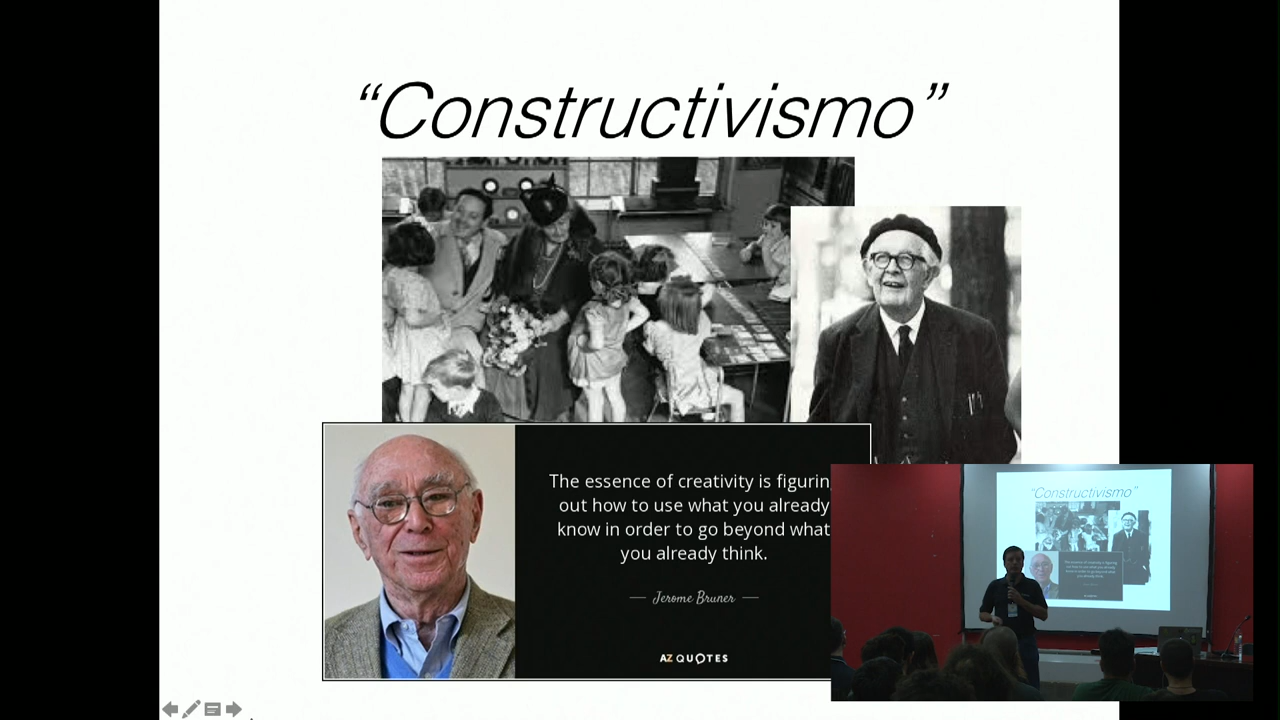 “Constructivismo”
The essence of creativity is figuring
out how to use what you already
know in order to go beyond what
you already think.
Jerome Bruner
AZ QUOTES
“Constructivismo”